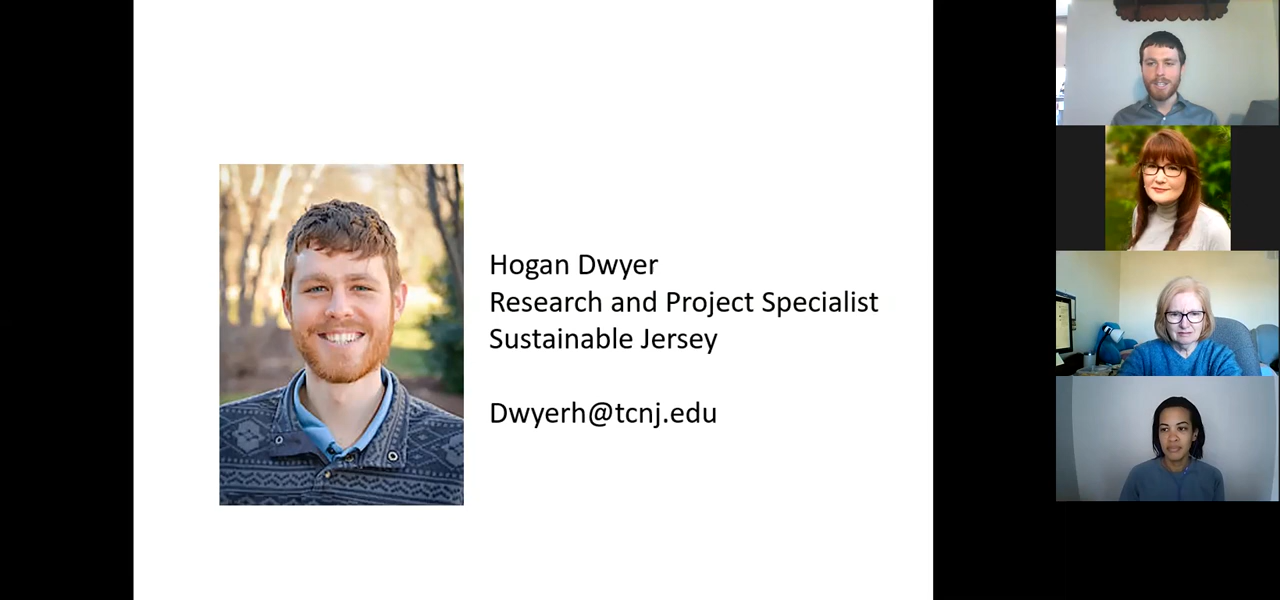 Hogan Dwyer
Research and Project Specialist
Sustainable Jersey
Dwyerh@tcnj.edu